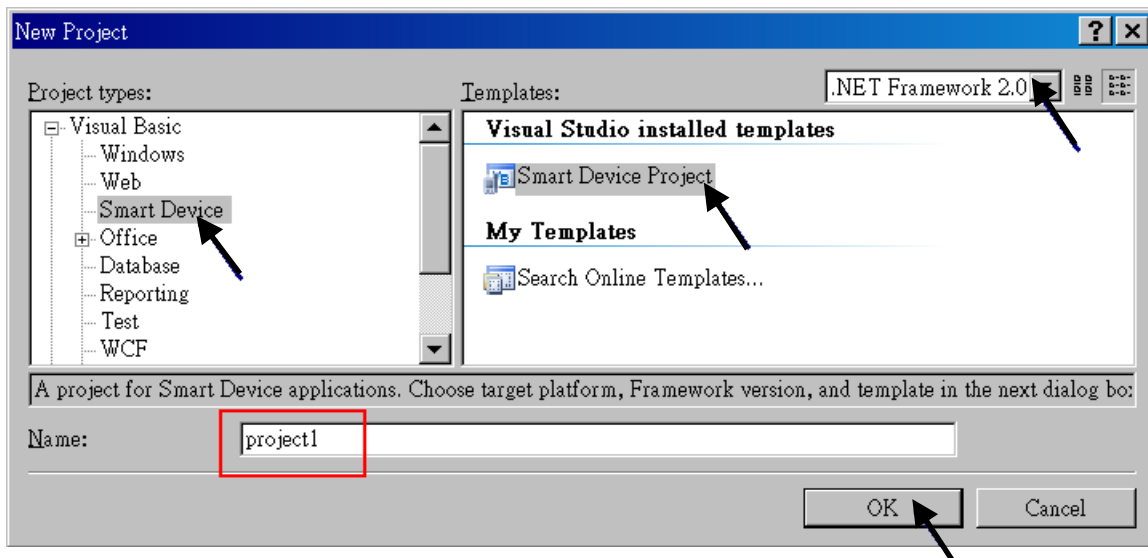 New Project
Project types:
Templates:
.NET Framework 2.0
Visual Basic
Windows
Web
Smart Device
Office
Database
Reporting
Test
WCF
Visual Studio installed templates
Smart Device Project
My Templates
Search Online Templates...
A project for Smart Device applications. Choose target platform, Framework version, and template in the next dialog bo
Name:
project1
OK
Cancel